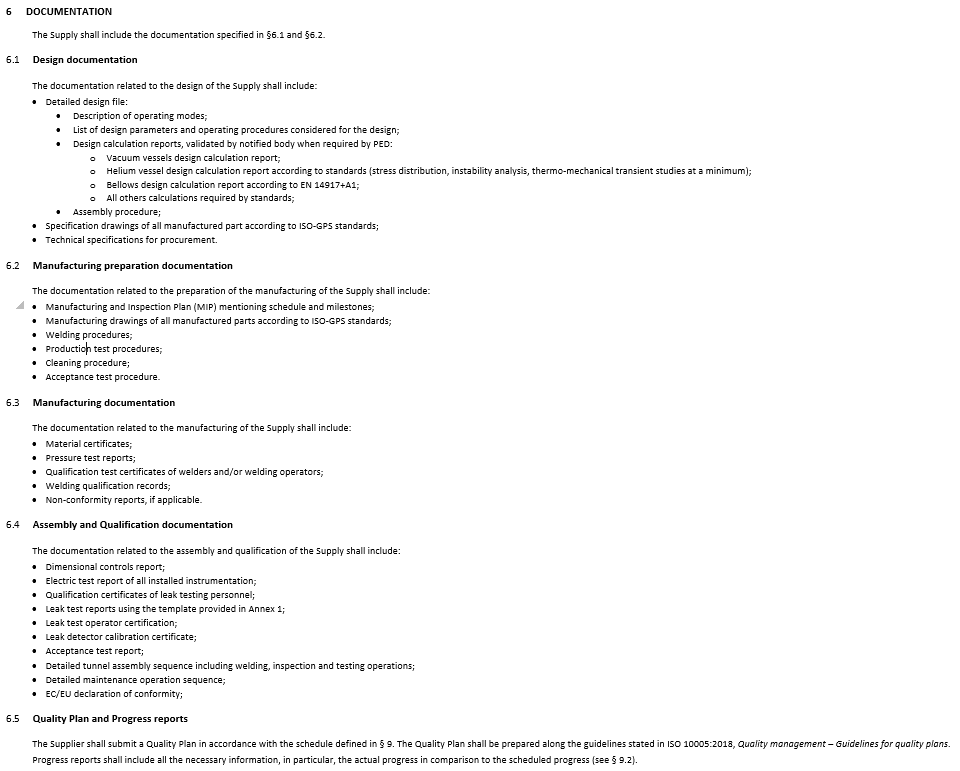 6 DOCUMENTATION
The Supply shall include the documentation specified in §6.1 and §6.2.
6.1 Design documentation
The documentation related to the design of the Supply shall include:
• Detailed design file:
• Description of operating modes;
• List of design parameters and operating procedures considered for the design;
• Design calculation reports, validated by notified body when required by PED:
o Vacuum vessels design calculation report;
o Helium vessel design calculation report according to standards (stress distribution, instability analysis, thermo-mechanical transient studies at a minimum);
o Bellows design calculation report according to EN 14917+A1;
o All others calculations required by standards;
• Assembly procedure;
• Specification drawings of all manufactured part according to ISO-GPS standards;
• Technical specifications for procurement.
6.2 Manufacturing preparation documentation
The documentation related to the preparation of the manufacturing of the Supply shall include:
• Manufacturing and Inspection Plan (MIP) mentioning schedule and milestones;
• Manufacturing drawings of all manufactured parts according to ISO-GPS standards;
• Welding procedures;
• Production test procedures;
• Cleaning procedure;
• Acceptance test procedure.
6.3 Manufacturing documentation
The documentation related to the manufacturing of the Supply shall include:
• Material certificates;
• Pressure test reports;
• Qualification test certificates of welders and/or welding operators;
• Welding qualification records;
• Non-conformity reports, if applicable.
6.4 Assembly and Qualification documentation
The documentation related to the assembly and qualification of the Supply shall include:
• Dimensional controls report;
• Electric test report of all installed instrumentation;
• Qualification certificates of leak testing personnel;
• Leak test reports using the template provided in Annex 1;
• Leak test operator certification;
• Leak detector calibration certificate;
• Acceptance test report;
• Detailed tunnel assembly sequence including welding, inspection and testing operations;
• Detailed maintenance operation sequence;
• EC/EU declaration of conformity;
6.5 Quality Plan and Progress reports
The Supplier shall submit a Quality Plan in accordance with the schedule defined in § 9. The Quality Plan shall be prepared along the guidelines stated in ISO 10005:2018, Quality management – Guidelines for quality plans.
Progress reports shall include all the necessary information, in particular, the actual progress in comparison to the scheduled progress (see § 9.2).